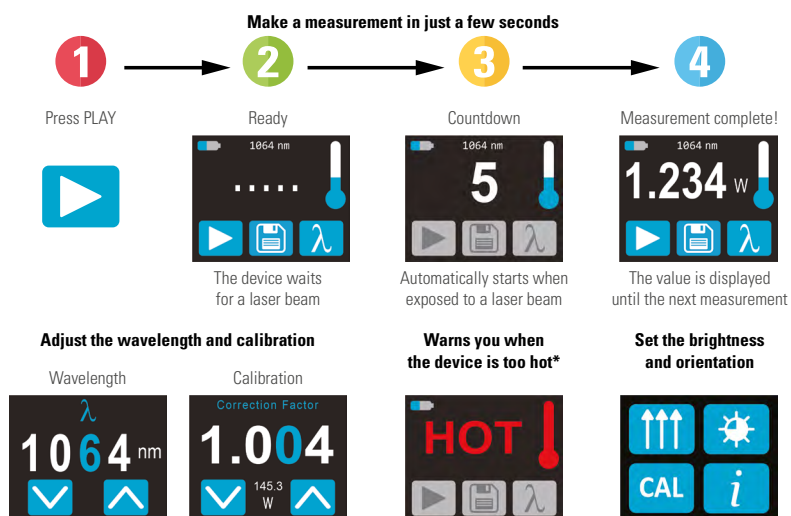 Make a measurement in just a few seconds
1
2
3
4
Press PLAY
Ready
Countdown
Measurement complete!
1064 nm
.....
λ
1064 nm
5
λ
1064 nm
1.234 W
λ
The device waits
for a laser beam
Automatically starts when
exposed to a laser beam
The value is displayed
until the next measurement
Adjust the wavelength and calibration
Wavelength
λ
1064 nm
Calibration
Correction Factor
1.004
145.3
W
Warns you when
the device is too hot*
HOT
λ
Set the brightness
and orientation
CAL
i